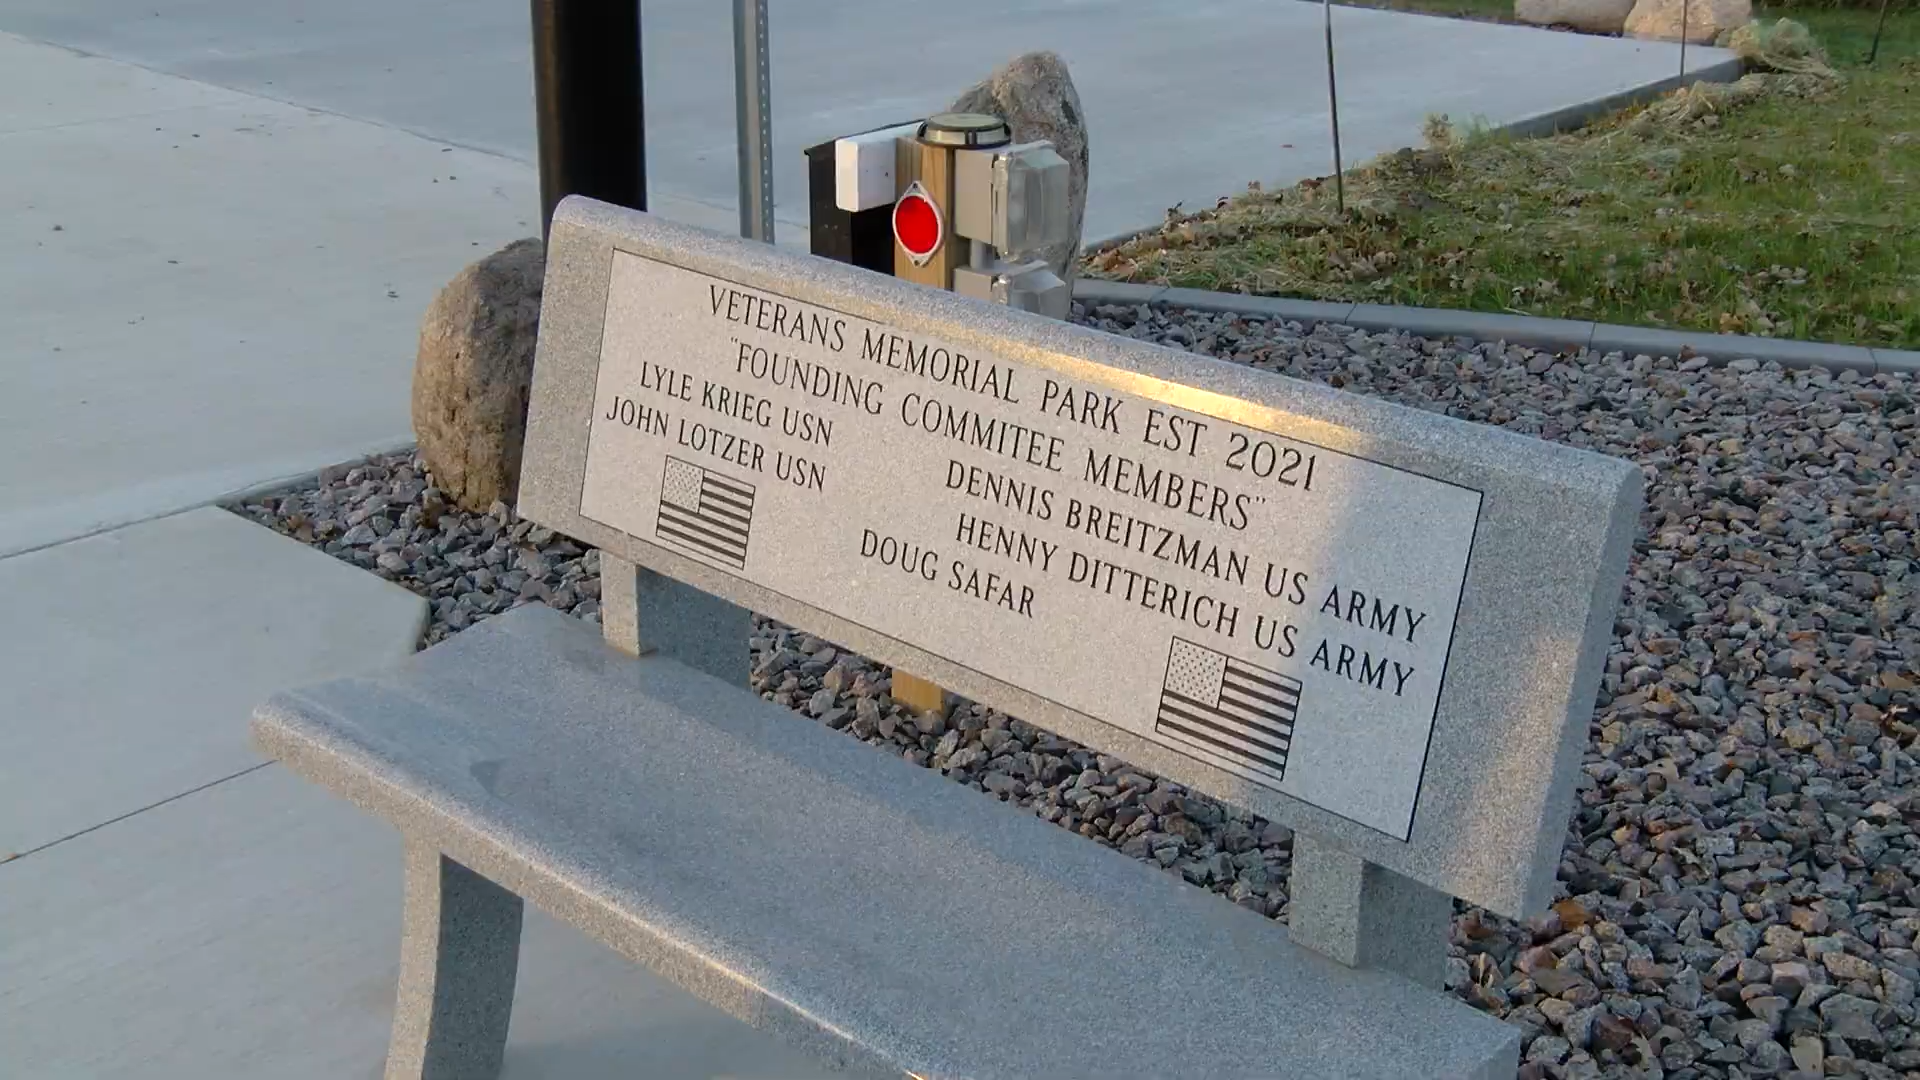 VETERANS MEMORIAL PARK EST 2021
"FOUNDING COMMITEE MEMBERS"
LYLE KRIEG USN
DENNIS BREITZMAN US ARMY
JOHN LOTZER USN
HENNY DITTERICH US ARMY
DOUG SAFAR